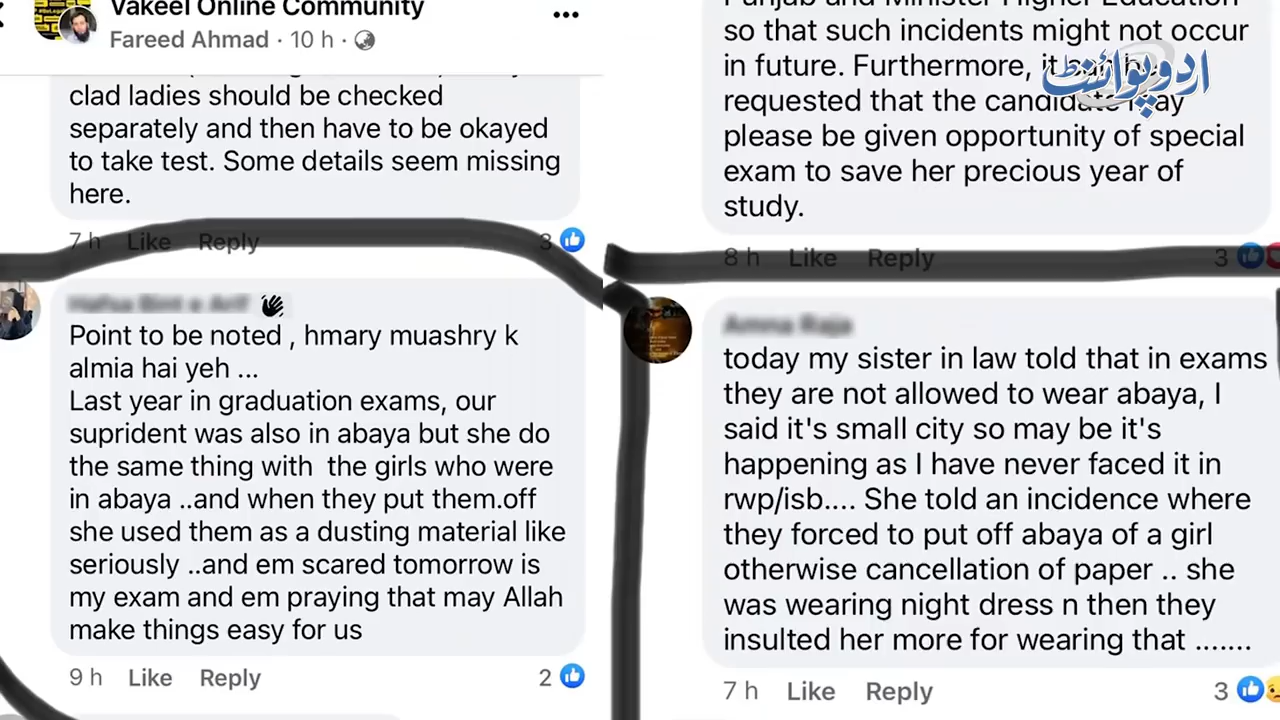 Vakeel Online Community
Fareed Ahmad · 10 h ·
clad ladies should be checked
separately and then have to be okayed
to take test. Some details seem missing
here.
7 h Like Reply 3
Point to be noted , hmary muashry k
almia hai yeh ...
Last year in graduation exams, our
suprident was also in abaya but she do
the same thing with the girls who were
in abaya ..and when they put them.off
she used them as a dusting material like
seriously ..and em scared tomorrow is
my exam and em praying that may Allah
make things easy for us
9 h Like Reply 2
Punjab and Minister Higher Education
so that such incidents might not occur
in future. Furthermore, it can be
requested that the candidate may
please be given opportunity of special
exam to save her precious year of
study.
8 h Like Reply 3
today my sister in law told that in exams
they are not allowed to wear abaya, I
said it's small city so may be it's
happening as I have never faced it in
rwp/isb.... She told an incidence where
they forced to put off abaya of a girl
otherwise cancellation of paper .. she
was wearing night dress n then they
insulted her more for wearing that .......
7 h Like Reply 3
اردو پوائنٹ